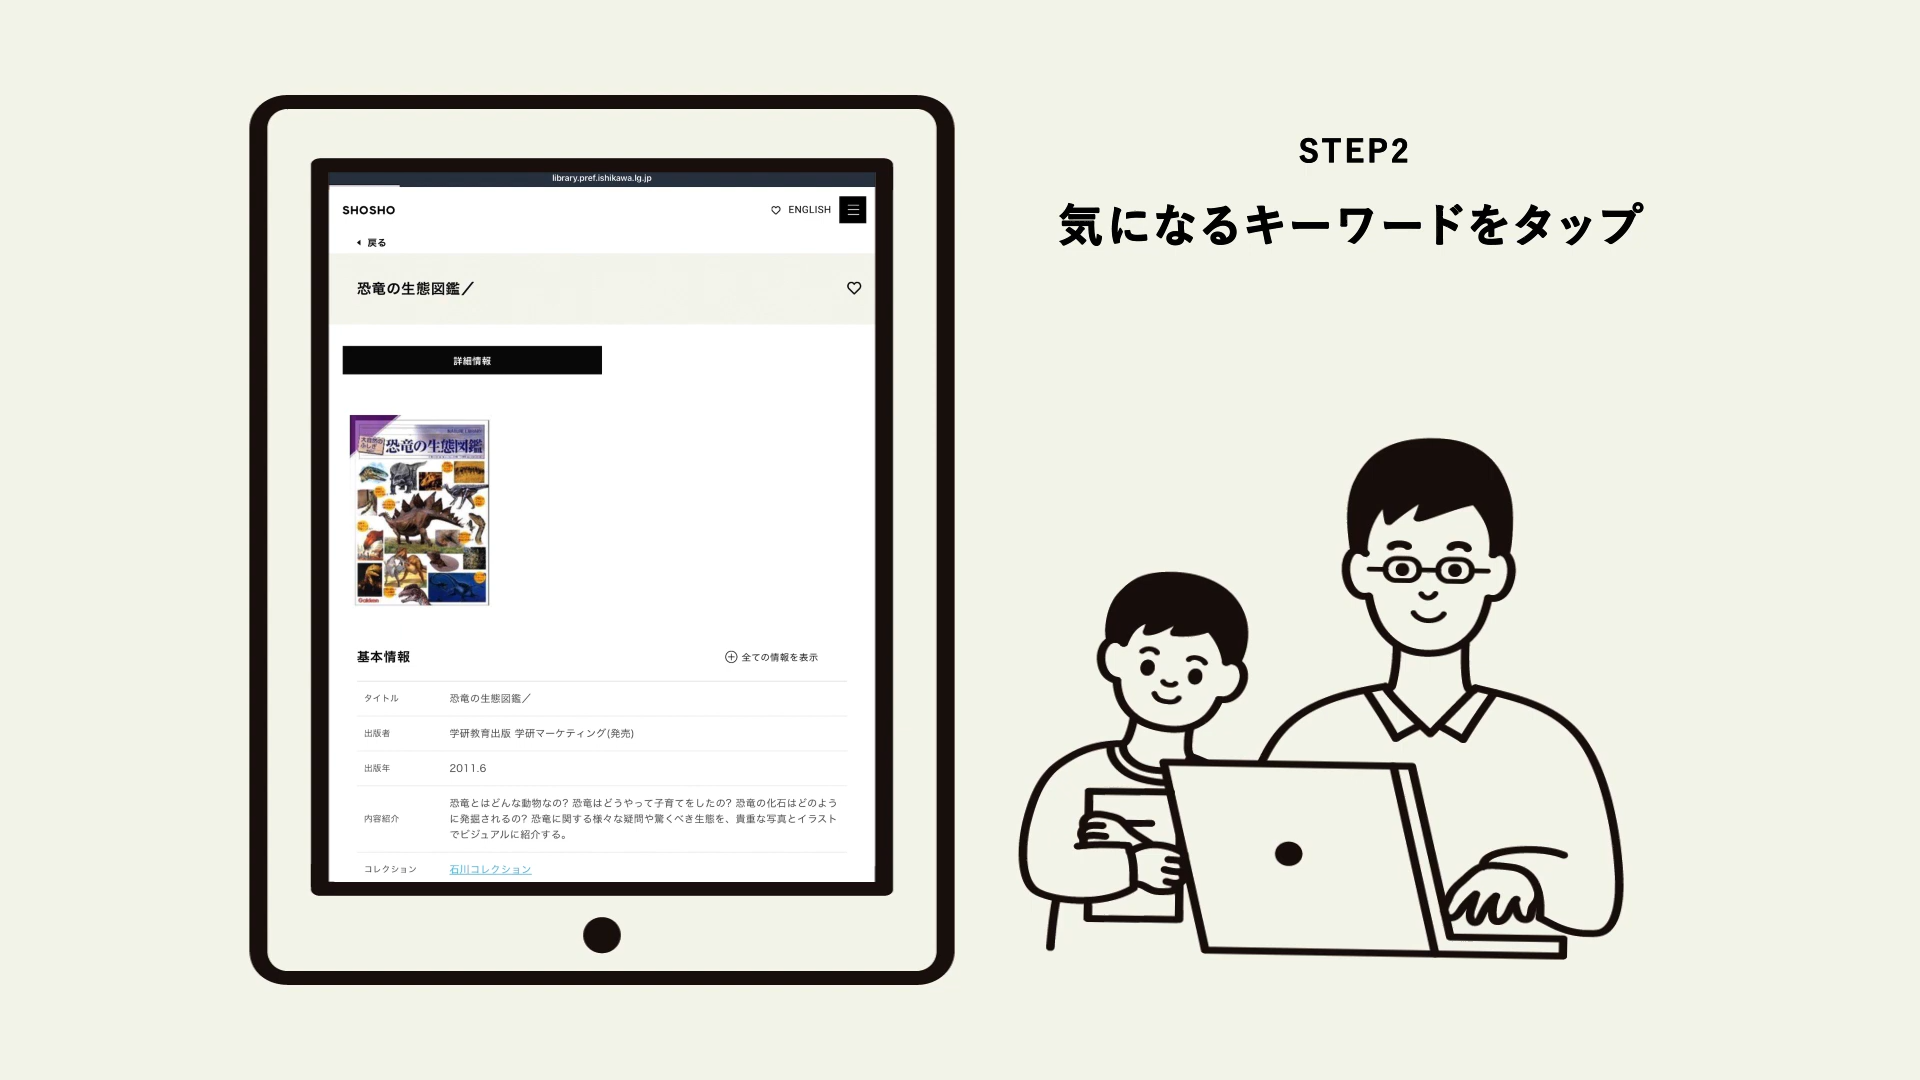 library.pref.ishikawa.lg.jp
SHOSHO
ENGLISH
戻る
恐竜の生態図鑑／
詳細情報
大自然のふしぎ
恐竜の生態図鑑
Gakken
基本情報
全ての情報を表示
タイトル
恐竜の生態図鑑／
出版者
学研教育出版 学研マーケティング(発売)
出版年
2011.6
内容紹介
恐竜とはどんな動物なの? 恐竜はどうやって子育てをしたの? 恐竜の化石はどのよう
に発掘されるの? 恐竜に関する様々な疑問や驚くべき生態を、貴重な写真とイラスト
でビジュアルに紹介する。
コレクション
石川コレクション
STEP2
気になるキーワードをタップ